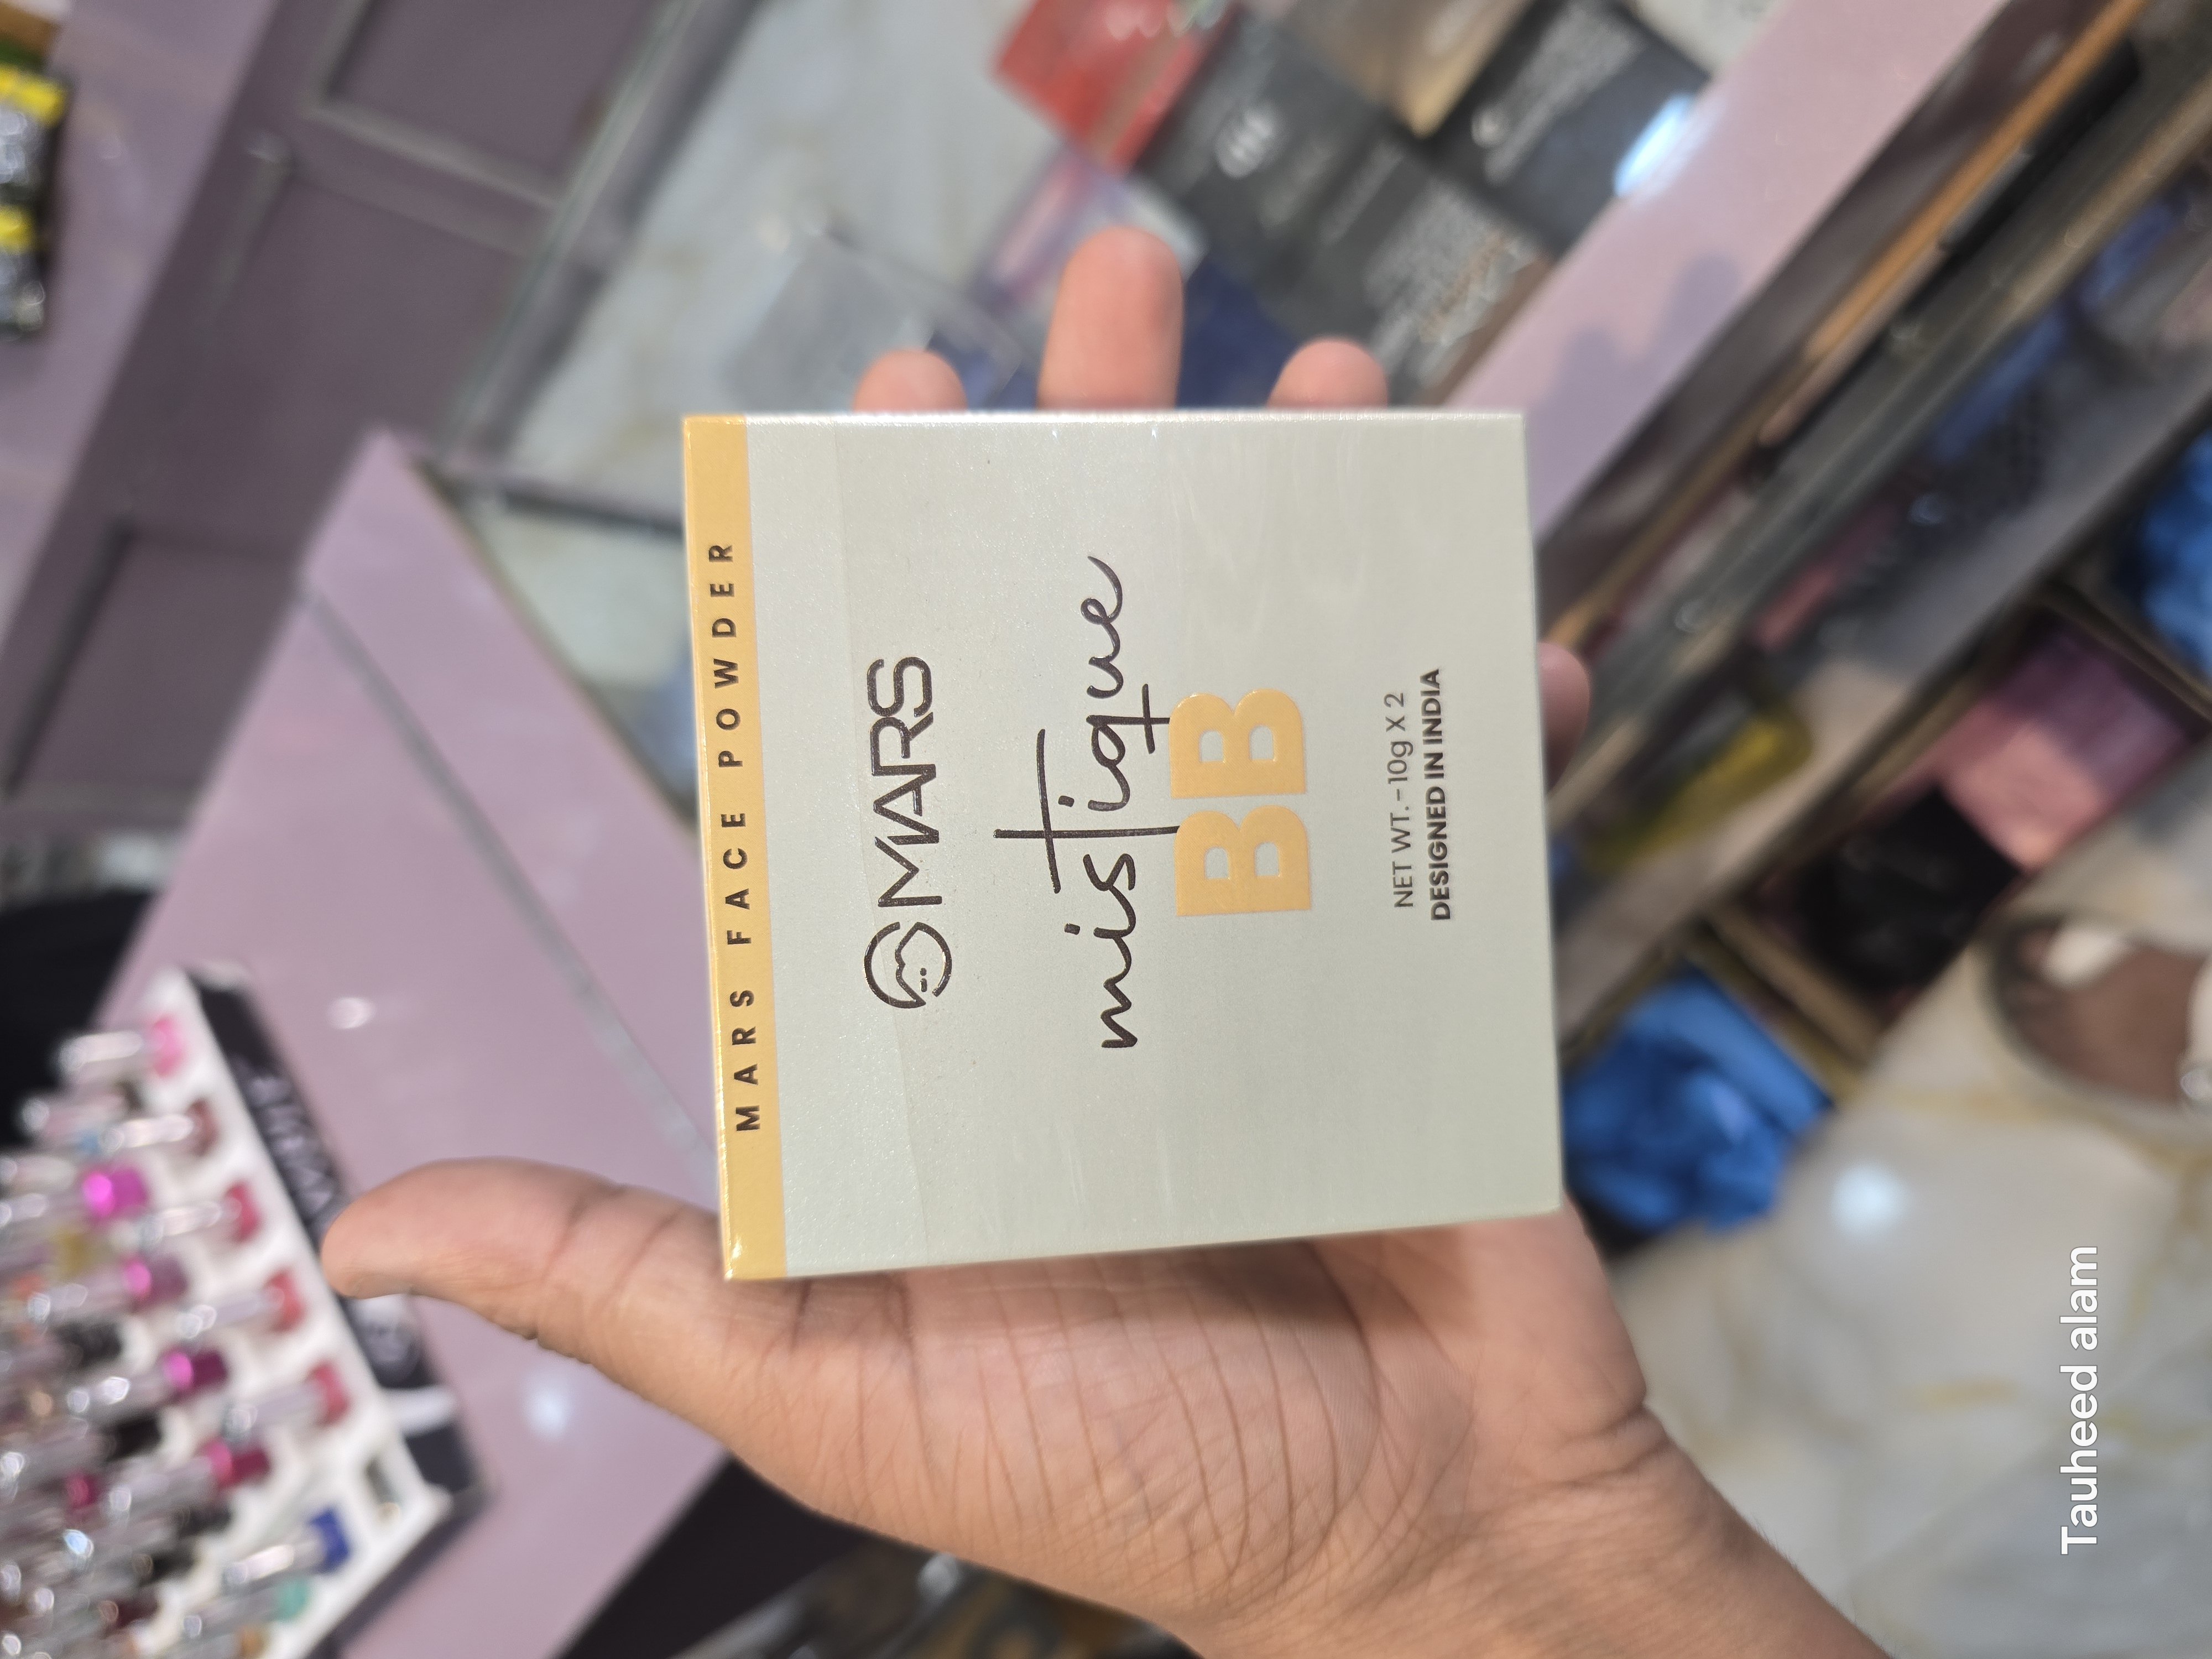 MARS FACE POWDER
MARS
mistique
BB
NET WT.-10g X 2
DESIGNED IN INDIA
Tauheed alam